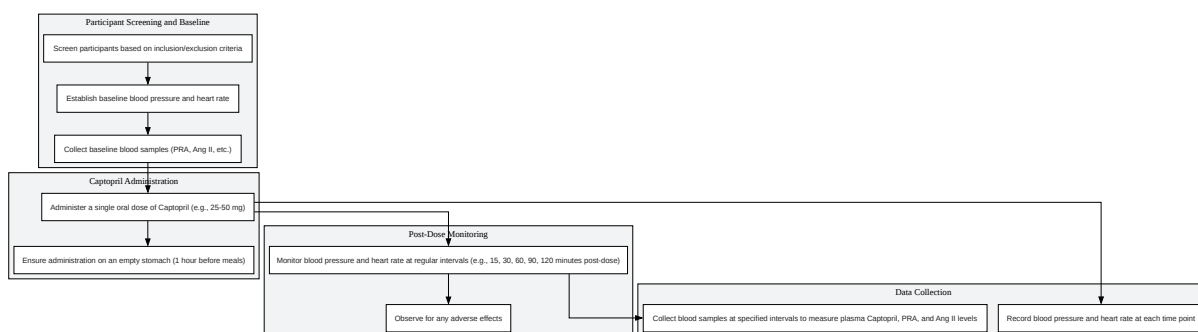 Participant Screening and Baseline
Screen participants based on inclusion/exclusion criteria
Establish baseline blood pressure and heart rate
Collect baseline blood samples (PRA, Ang II, etc.)
Captopril Administration
Administer a single oral dose of Captopril (e.g., 25-50 mg)
Ensure administration on an empty stomach (1 hour before meals)
Post-Dose Monitoring
Monitor blood pressure and heart rate at regular intervals (e.g., 15, 30, 60, 90, 120 minutes post-dose)
Observe for any adverse effects
Data Collection
Collect blood samples at specified intervals to measure plasma Captopril, PRA, and Ang II levels
Record blood pressure and heart rate at each time point